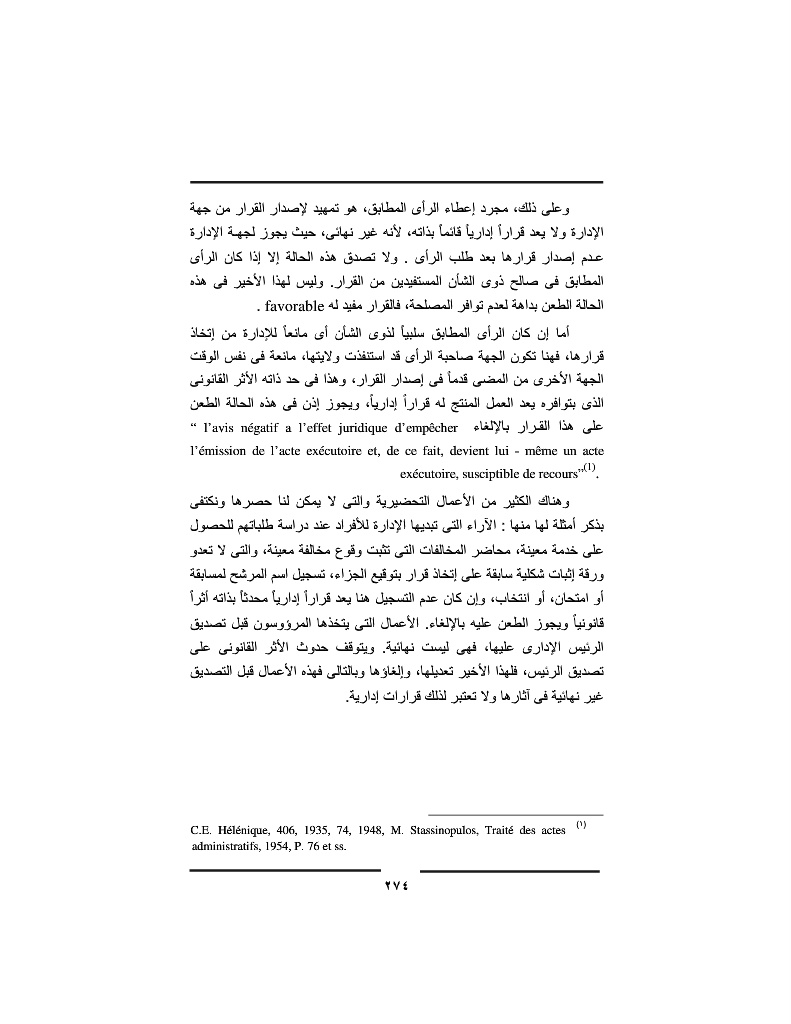 وعلى ذلك، مجرد إعطاء الرأى المطابق، هو تمهيد لإصدار القرار من جهة
الإدارة ولا يعد قراراً إدارياً قائماً بذاته، لأنه غير نهائى، حيث يجوز لجهـة الإدارة
عـدم إصدار قرارها بعد طلب الرأى . ولا تصدق هذه الحالة إلا إذا كان الرأى
المطابق فى صالح ذوى الشأن المستفيدين من القرار. وليس لهذا الأخير فى هذه
الحالة الطعن بداهة لعدم توافر المصلحة، فالقرار مفيد له favorable .
أما إن كان الرأى المطابق سلبياً لذوى الشأن أى مانعاً للإدارة من إتخاذ
قرارها، فهنا تكون الجهة صاحبة الرأى قد استنفذت ولايتها، مانعة فى نفس الوقت
الجهة الأخرى من المضى قدماً فى إصدار القرار، وهذا فى حد ذاته الأثر القانونى
الذى بتوافره يعد العمل المنتج له قراراً إدارياً، ويجوز إذن فى هذه الحالة الطعن
على هذا القـرار بالإلغاء “ l’avis négatif a l’effet juridique d’empêcher
l’émission de l’acte exécutoire et, de ce fait, devient lui - même un acte
exécutoire, susciptible de recours”(1).
وهناك الكثير من الأعمال التحضيرية والتى لا يمكن لنا حصرها ونكتفى
بذكر أمثلة لها منها : الآراء التى تبديها الإدارة للأفراد عند دراسة طلباتهم للحصول
على خدمة معينة، محاضر المخالفات التى تثبت وقوع مخالفة معينة، والتى لا تعدو
ورقة إثبات شكلية سابقة على إتخاذ قرار بتوقيع الجزاء، تسجيل اسم المرشح لمسابقة
أو امتحان، أو انتخاب، وإن كان عدم التسجيل هنا يعد قراراً إدارياً محدثاً بذاته أثراً
قانونياً ويجوز الطعن عليه بالإلغاء. الأعمال التى يتخذها المرؤوسون قبل تصديق
الرئيس الإدارى عليها، فهى ليست نهائية. ويتوقف حدوث الأثر القانونى على
تصديق الرئيس، فلهذا الأخير تعديلها، وإلغاؤها وبالتالى فهذه الأعمال قبل التصديق
غير نهائية فى آثارها ولا تعتبر لذلك قرارات إدارية.
(١) C.E. Hélénique, 406, 1935, 74, 1948, M. Stassinopulos, Traité des actes
administratifs, 1954, P. 76 et ss.
٢٧٤